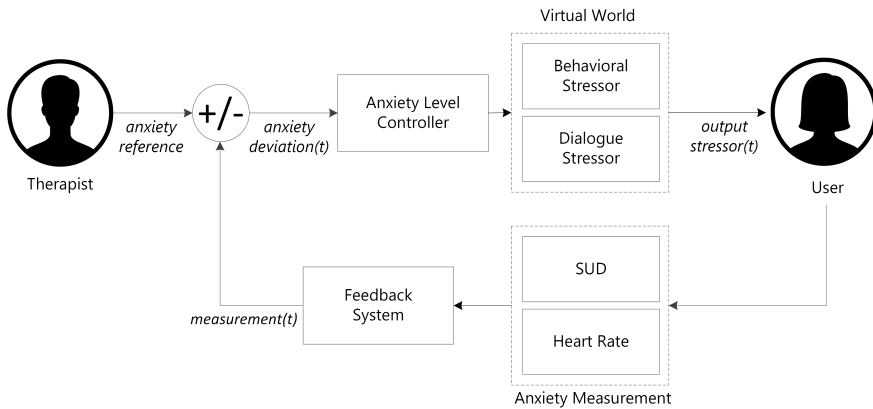 Virtual World
Behavioral
Stressor
+/-
Anxiety Level
Controller
anxiety
reference
anxiety
deviation(t)
Dialogue
Stressor
output
stressor(t)
Therapist
User
SUD
Feedback
System
measurement(t)
Heart Rate
Anxiety Measurement